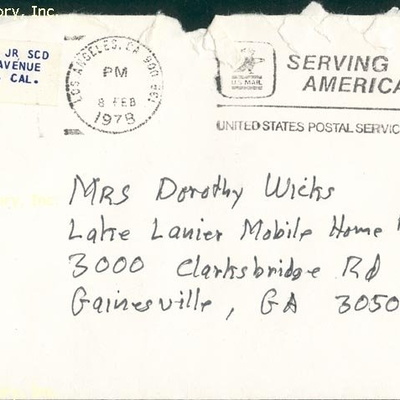 ory, Inc.
JR SCD
AVENUE
CAL.
LOS ANGELES, CA 900
PM
8 FEB
1978
U.S. MAIL
SERVING
AMERICA
UNITED STATES POSTAL SERVIC
Mrs Dorothy Wicks
Lake Lanier Mobile Home
3000 Clarksbridge Rd
Gainesville, GA 3050